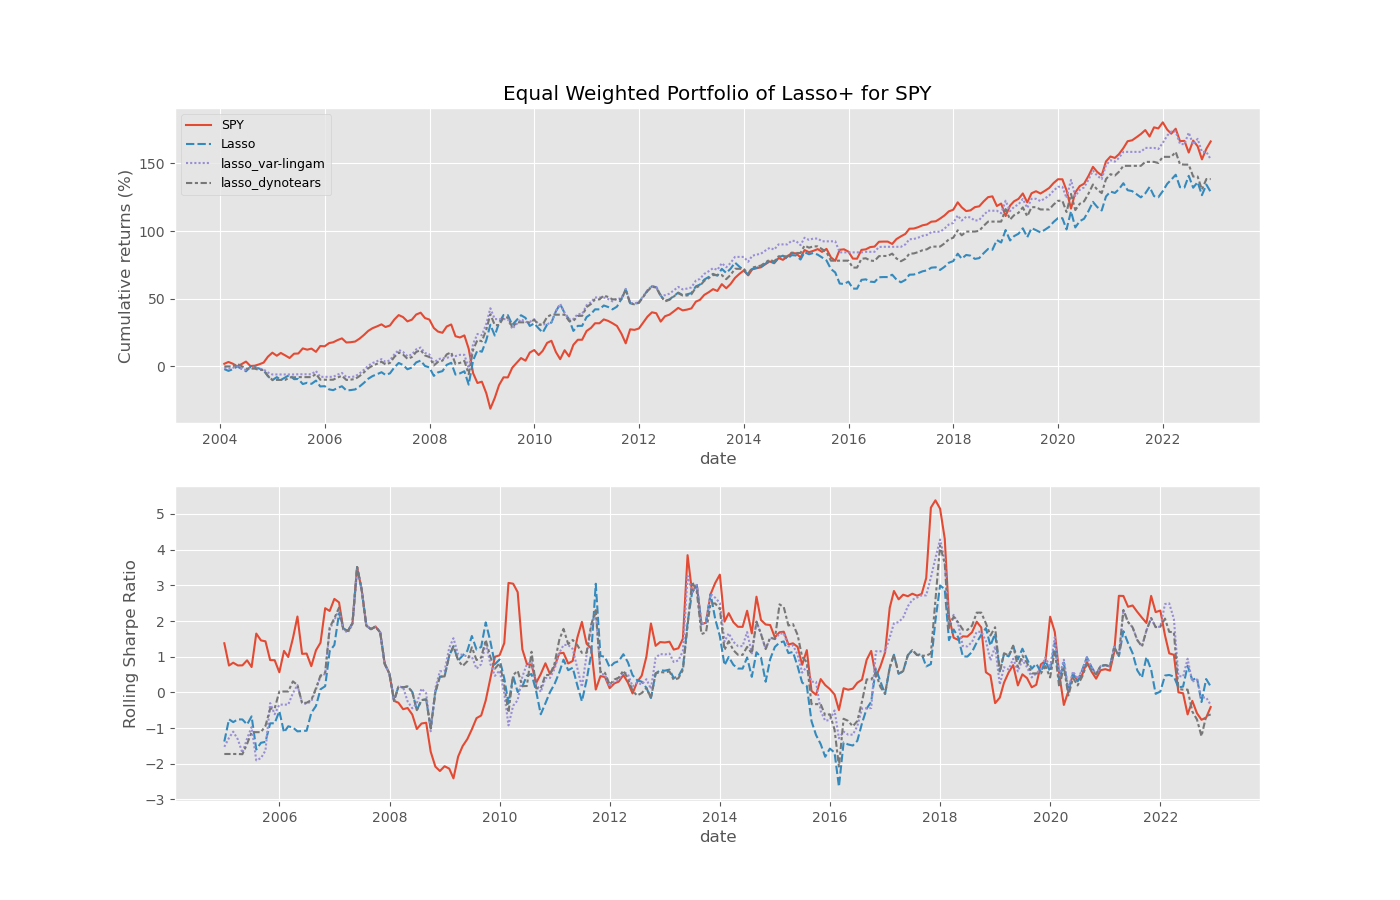 Equal Weighted Portfolio of Lasso+ for SPY
SPY
Lasso
lasso_var-lingam
lasso_dynotears
Cumulative returns (%)
150
100
50
0
2004 2006 2008 2010 2012 2014 2016 2018 2020 2022
date
Rolling Sharpe Ratio
5
4
3
2
1
0
−1
−2
−3
2006 2008 2010 2012 2014 2016 2018 2020 2022
date